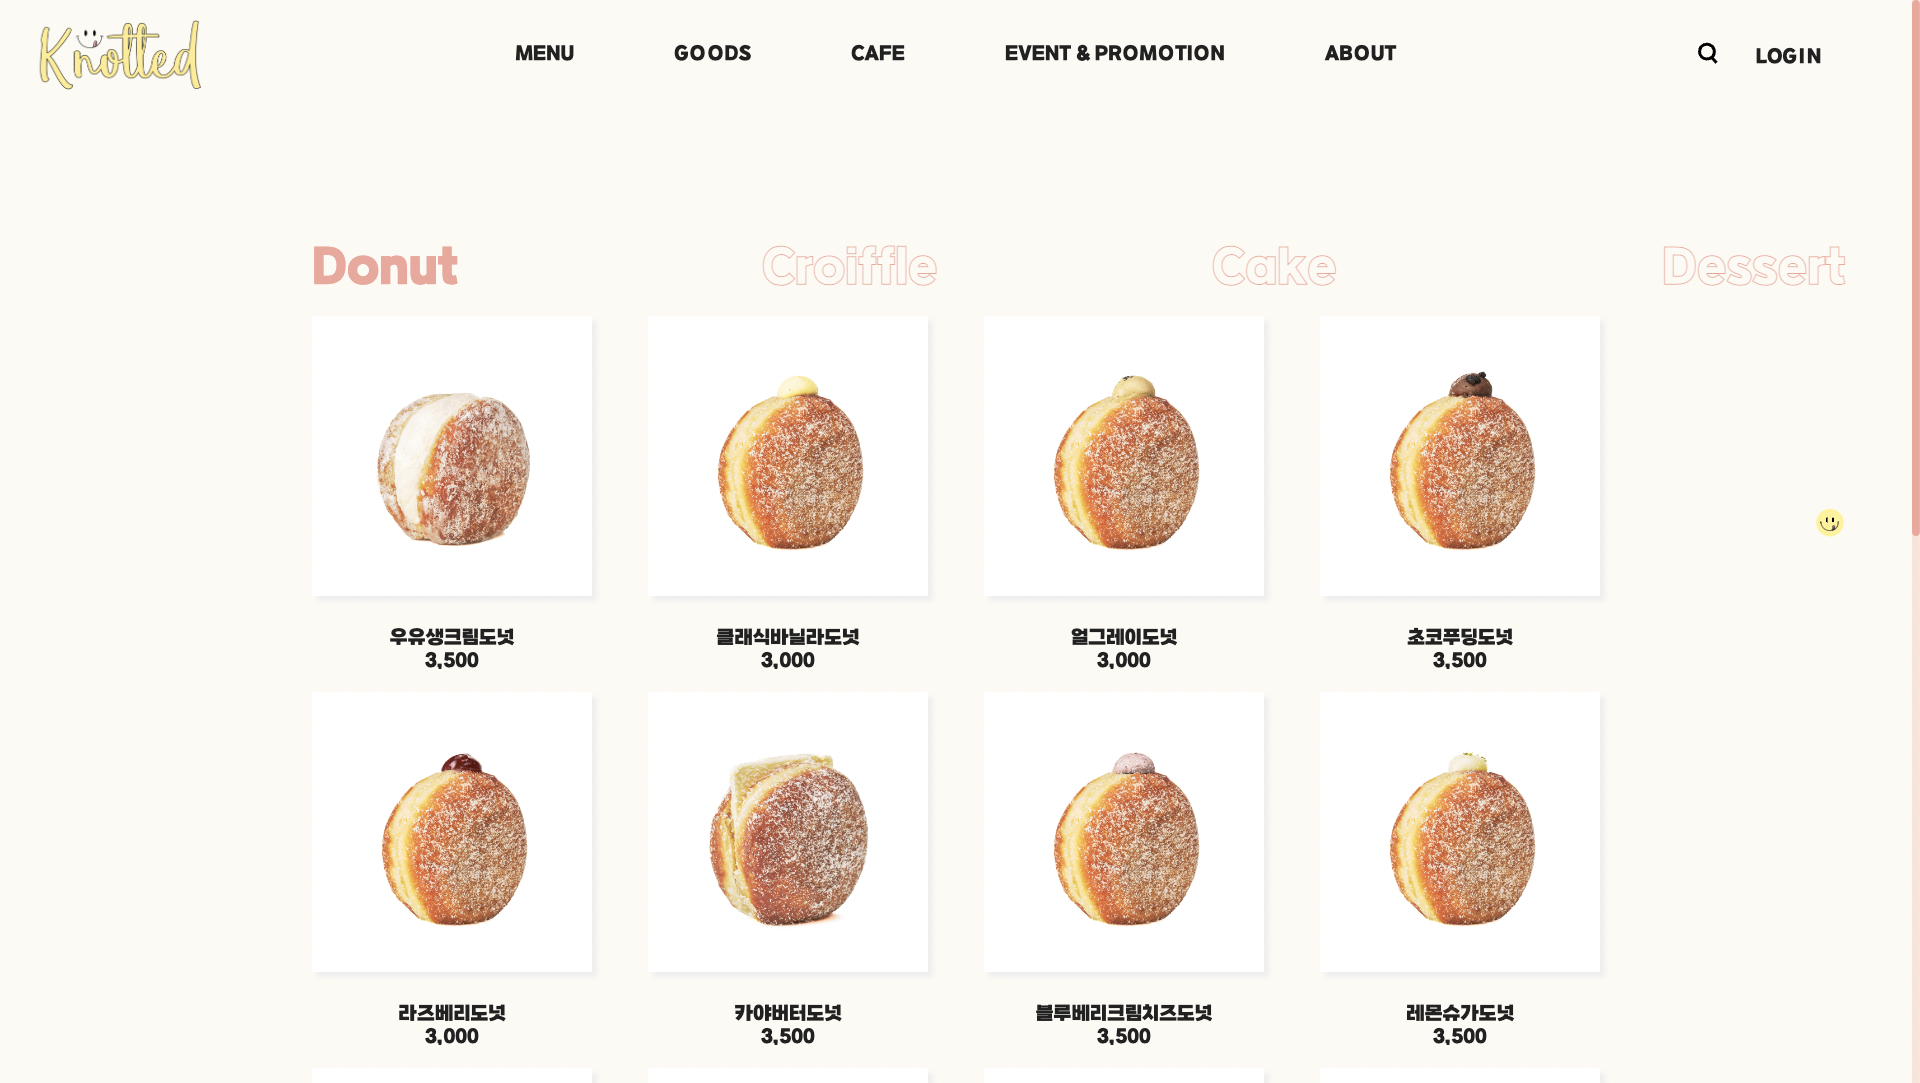 Knotted
MENU
GOODS
CAFE
EVENT & PROMOTION
ABOUT
LOGIN
Donut
Croiffle
Cake
Dessert
우유생크림도넛
3,500
클래식바닐라도넛
3,000
얼그레이도넛
3,000
초코푸딩도넛
3,500
라즈베리도넛
3,000
카야버터도넛
3,500
블루베리크림치즈도넛
3,500
레몬슈가도넛
3,500